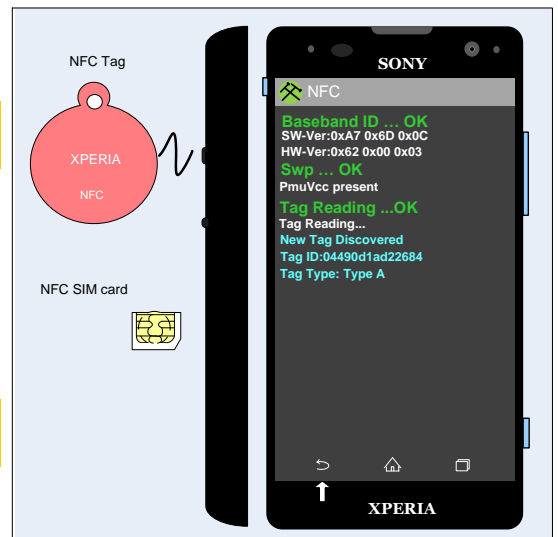 NFC Tag
XPERIA
NFC
NFC SIM card
SONY
NFC
Baseband ID ... OK
SW-Ver:0xA7 0x6D 0x0C
HW-Ver:0x62 0x00 0x03
Swp ... OK
PmuVcc present
Tag Reading ...OK
Tag Reading...
New Tag Discovered
Tag ID:04490d1ad22684
Tag Type: Type A
XPERIA